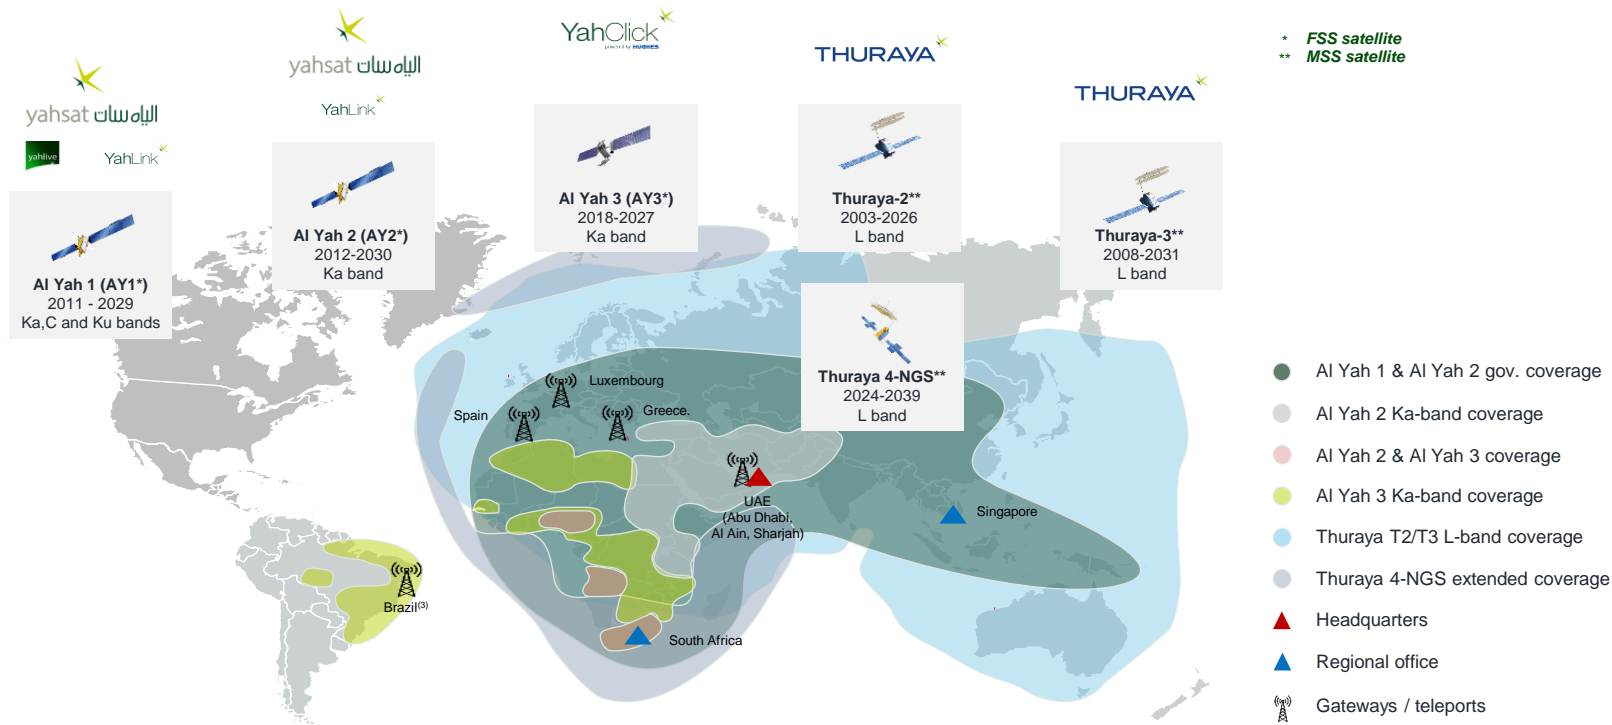 yahsat الياه سات
yahlive
YahLink
Al Yah 1 (AY1*)
2011 - 2029
Ka,C and Ku bands
yahsat الياه سات
YahLink
Al Yah 2 (AY2*)
2012-2030
Ka band
YahClick
powered by HUGHES
Al Yah 3 (AY3*)
2018-2027
Ka band
THURAYA
Thuraya-2**
2003-2026
L band
THURAYA
Thuraya-3**
2008-2031
L band
Thuraya 4-NGS**
2024-2039
L band
* FSS satellite
** MSS satellite
Luxembourg
Spain
Greece.
UAE
(Abu Dhabi,
Al Ain, Sharjah)
Singapore
Brazil(3)
South Africa
Al Yah 1 & Al Yah 2 gov. coverage
Al Yah 2 Ka-band coverage
Al Yah 2 & Al Yah 3 coverage
Al Yah 3 Ka-band coverage
Thuraya T2/T3 L-band coverage
Thuraya 4-NGS extended coverage
Headquarters
Regional office
Gateways / teleports